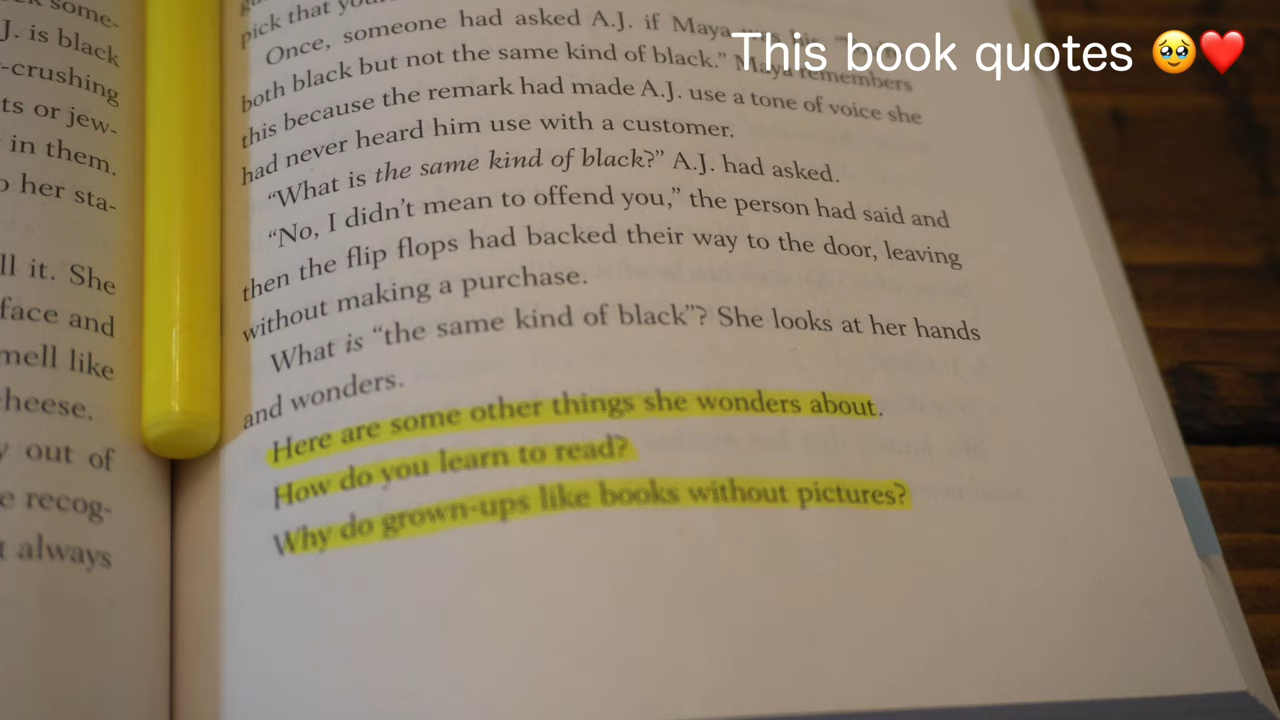 This book quotes 🥹❤️
some-
J. is black
-crushing
ts or jew-
in them.
her sta-
ll it. She
face and
mell like
heese.
y out of
e recog-
always
pick that
Once, someone had asked A.J. if Maya
both black but not the same kind of black.” Maya remembers
this because the remark had made A.J. use a tone of voice she
had never heard him use with a customer.
“What is the same kind of black?” A.J. had asked.
“No, I didn’t mean to offend you,” the person had said and
then the flip flops had backed their way to the door, leaving
without making a purchase.
What is “the same kind of black”? She looks at her hands
and wonders.
Here are some other things she wonders about.
How do you learn to read?
Why do grown-ups like books without pictures?